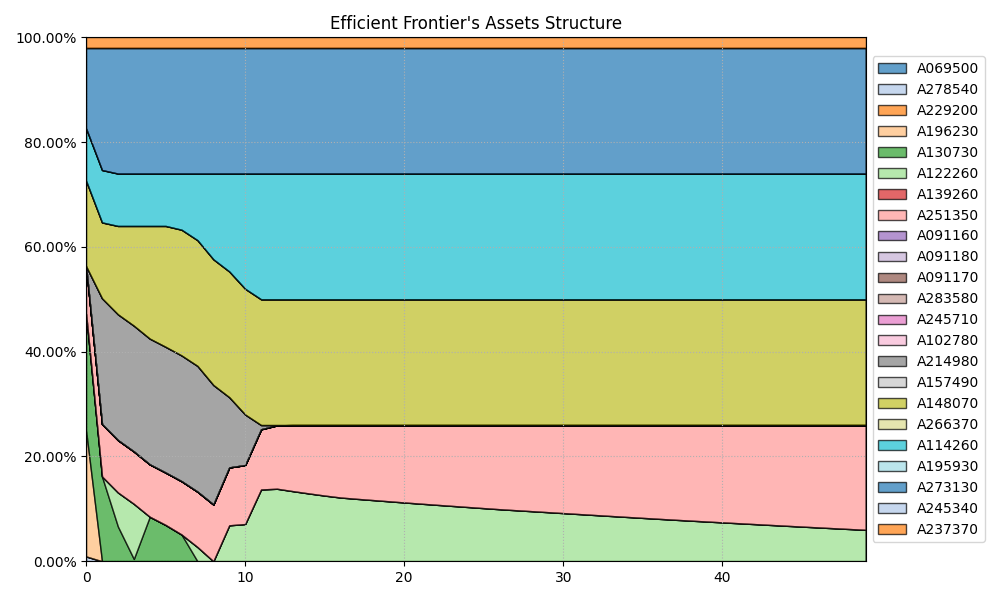 Efficient Frontier's Assets Structure
100.00%
80.00%
60.00%
40.00%
20.00%
0.00%
0
10
20
30
40
A069500
A278540
A229200
A196230
A130730
A122260
A139260
A251350
A091160
A091180
A091170
A283580
A245710
A102780
A214980
A157490
A148070
A266370
A114260
A195930
A273130
A245340
A237370